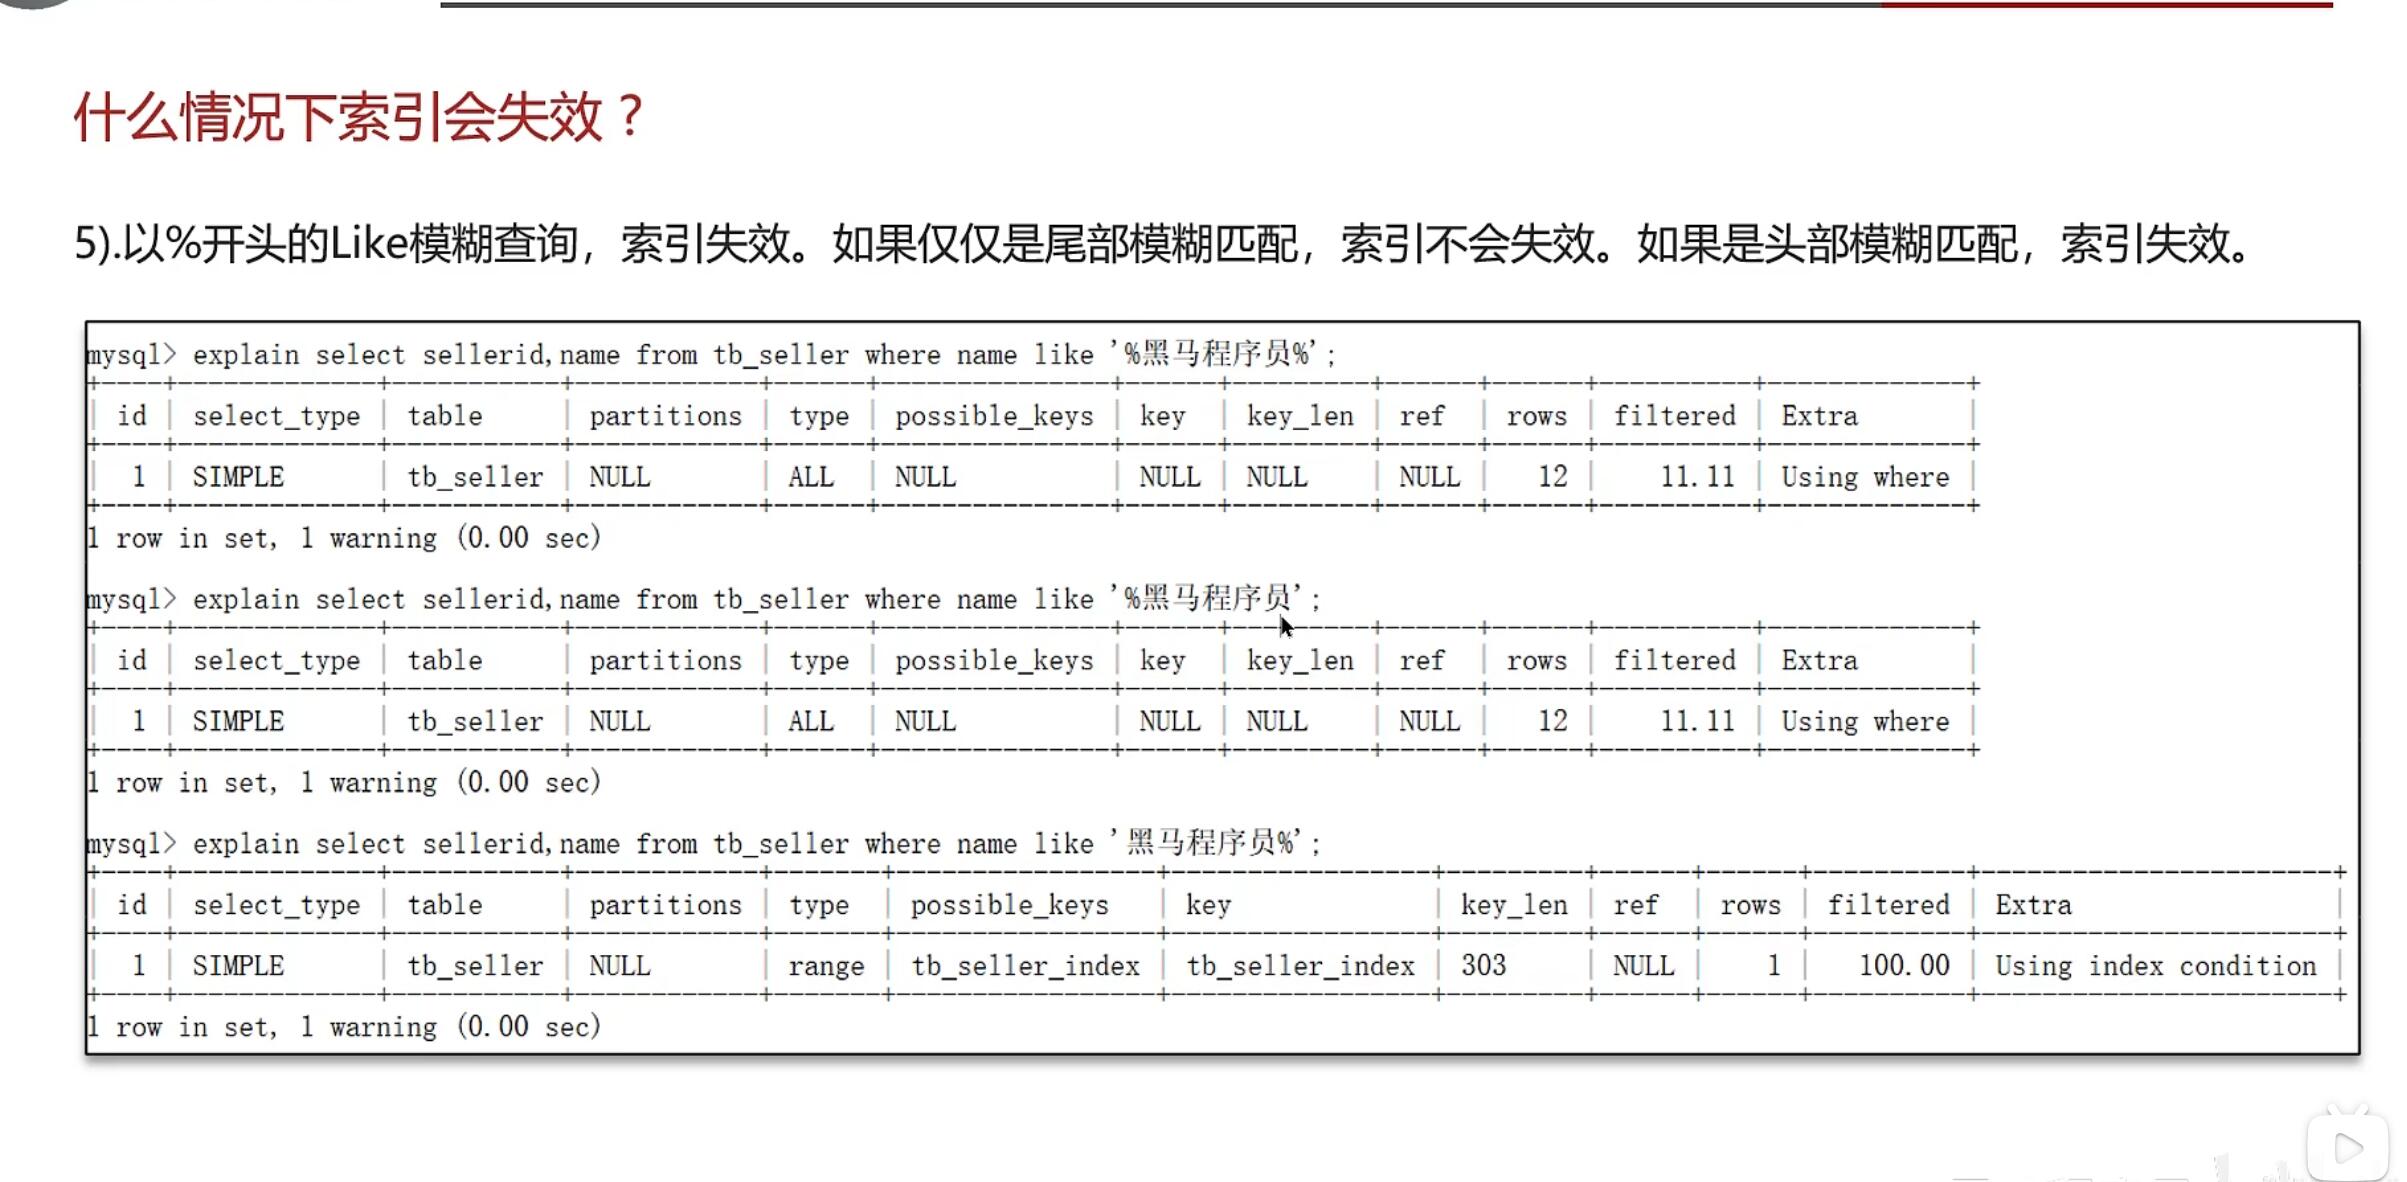 什么情况下索引会失效？
5).以%开头的Like模糊查询，索引失效。如果仅仅是尾部模糊匹配，索引不会失效。如果是头部模糊匹配，索引失效。
mysql> explain select sellerid,name from tb_seller where name like '%黑马程序员%';
| id | select_type | table | partitions | type | possible_keys | key | key_len | ref | rows | filtered | Extra |
| 1 | SIMPLE | tb_seller | NULL | ALL | NULL | NULL | NULL | NULL | 12 | 11.11 | Using where |
1 row in set, 1 warning (0.00 sec)
mysql> explain select sellerid,name from tb_seller where name like '%黑马程序员';
| id | select_type | table | partitions | type | possible_keys | key | key_len | ref | rows | filtered | Extra |
| 1 | SIMPLE | tb_seller | NULL | ALL | NULL | NULL | NULL | NULL | 12 | 11.11 | Using where |
1 row in set, 1 warning (0.00 sec)
mysql> explain select sellerid,name from tb_seller where name like '黑马程序员%';
| id | select_type | table | partitions | type | possible_keys | key | key_len | ref | rows | filtered | Extra |
| 1 | SIMPLE | tb_seller | NULL | range | tb_seller_index | tb_seller_index | 303 | NULL | 1 | 100.00 | Using index condition |
1 row in set, 1 warning (0.00 sec)